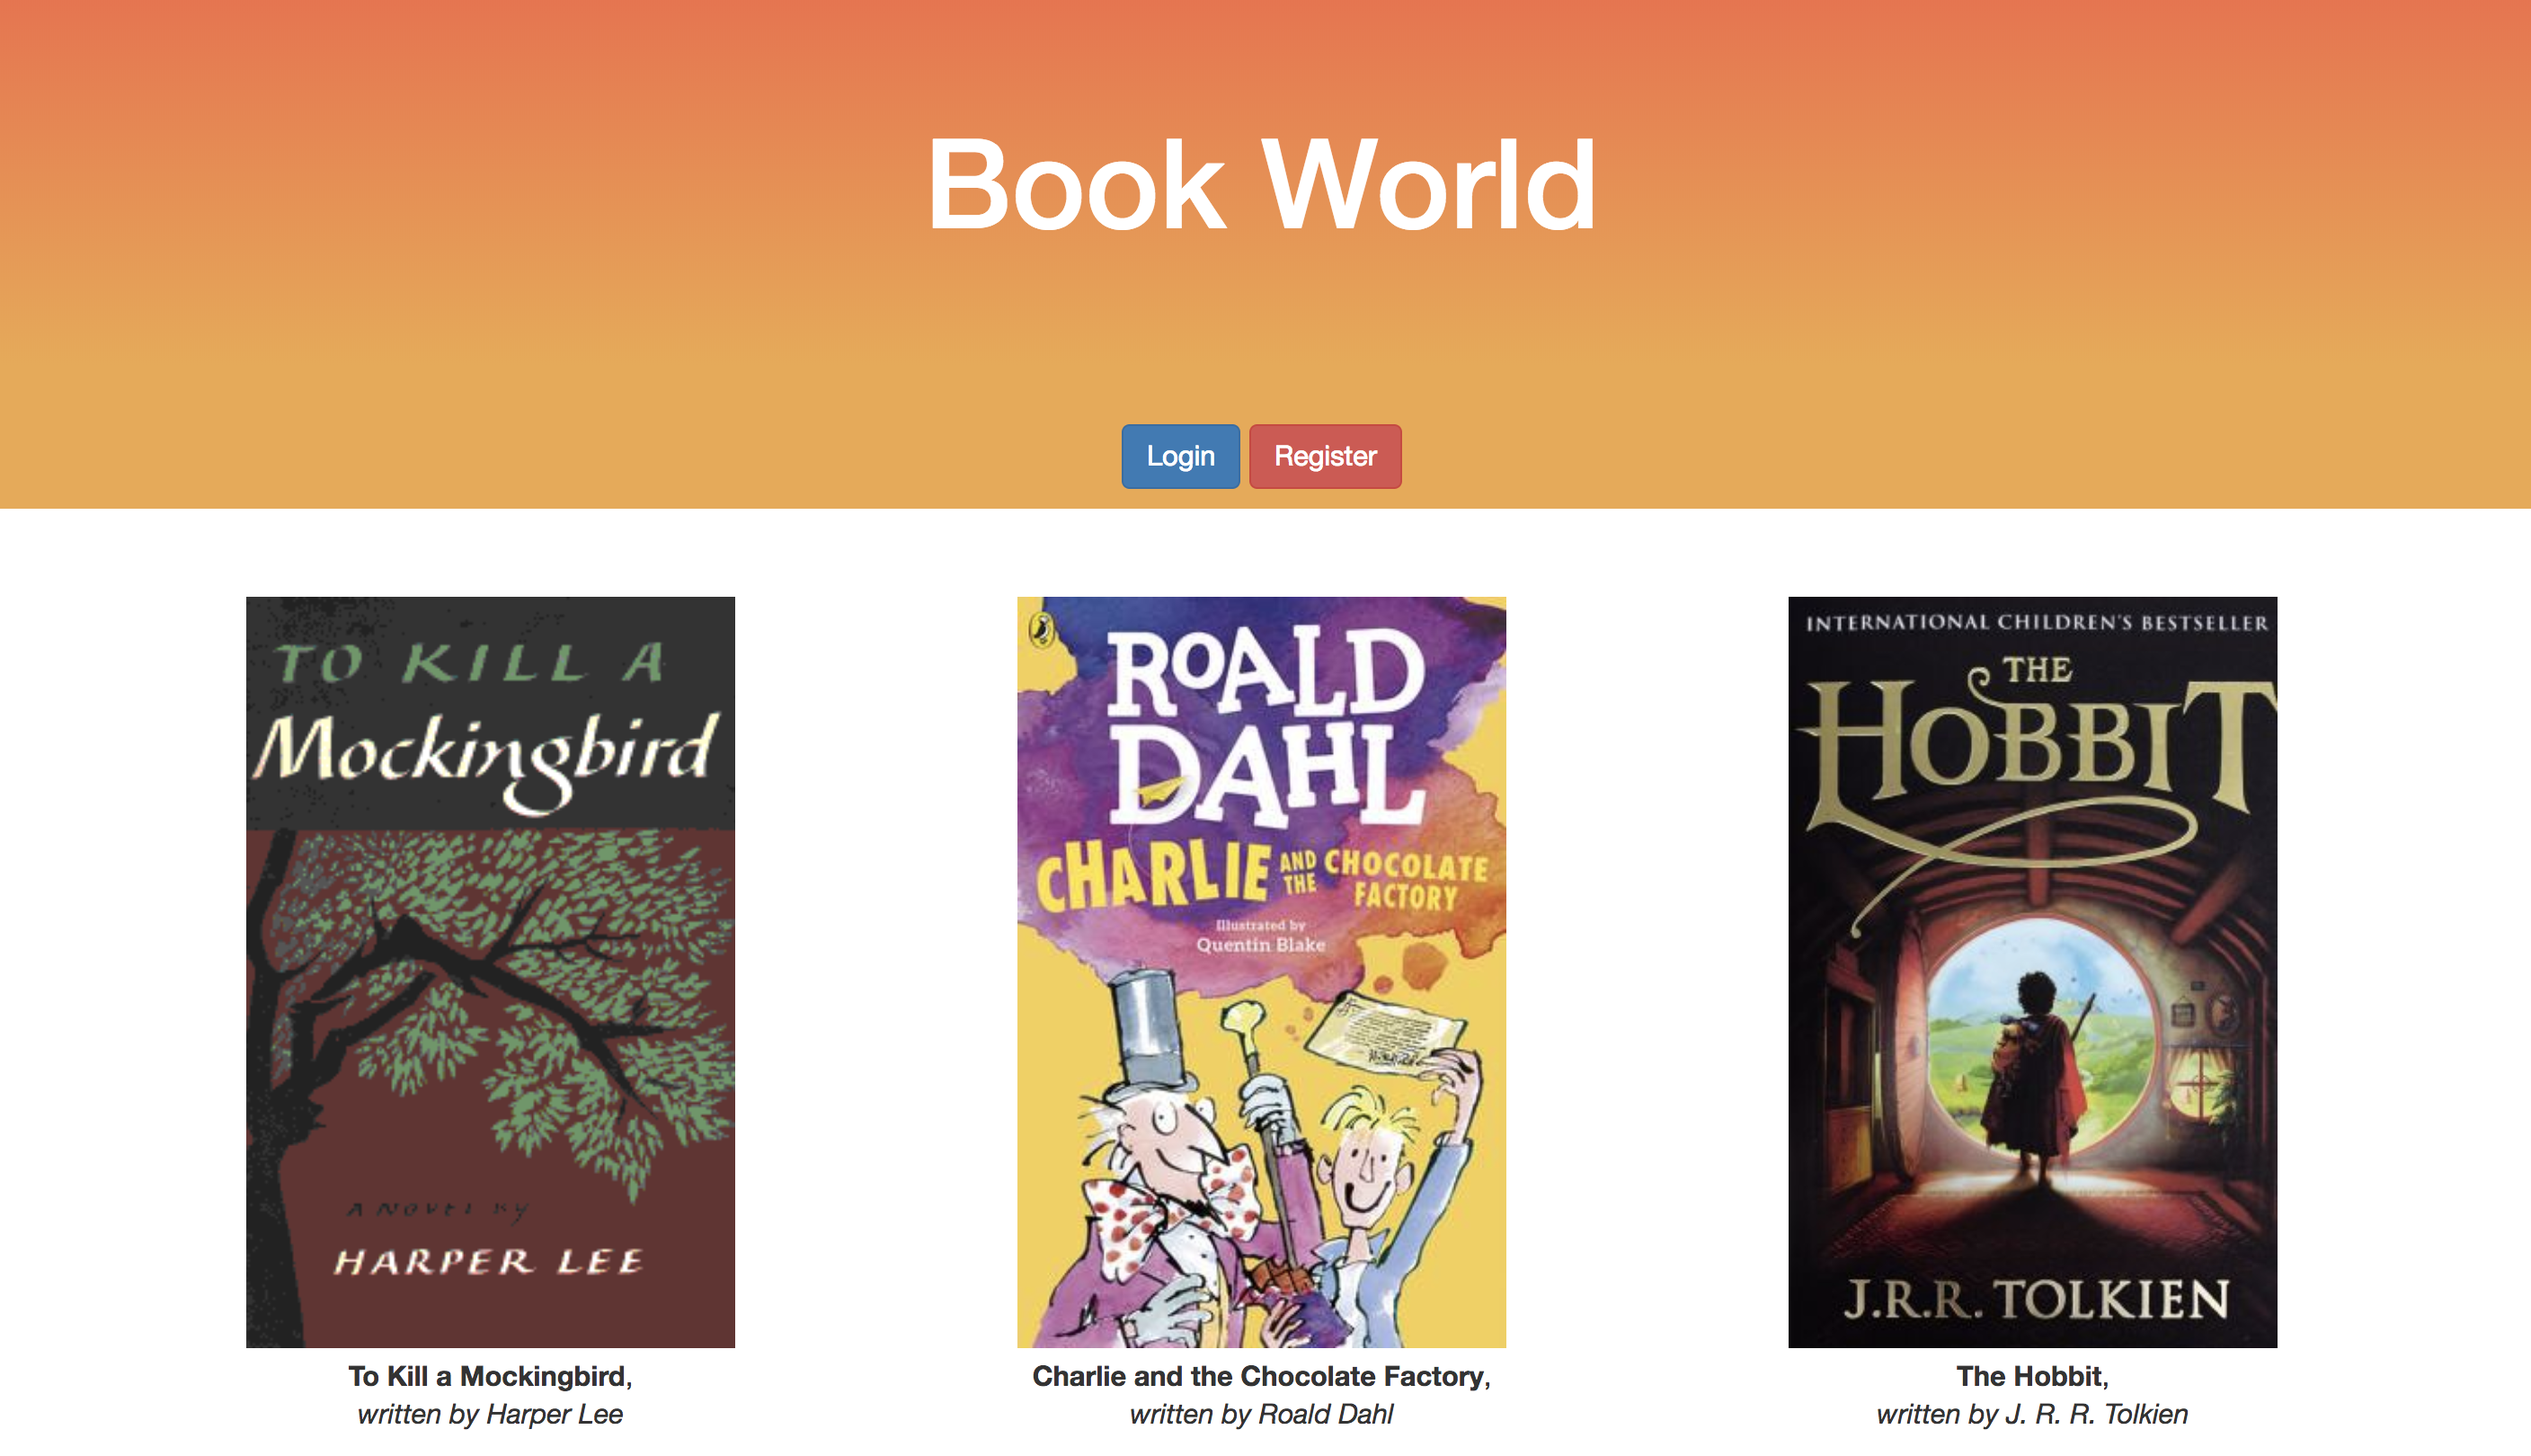 Book World
Login
Register
TO KILL A
Mockingbird
A NOVEL BY
HARPER LEE
To Kill a Mockingbird,
written by Harper Lee
ROALD
DAHL
CHARLIE AND THE CHOCOLATE FACTORY
Illustrated by
Quentin Blake
Charlie and the Chocolate Factory,
written by Roald Dahl
INTERNATIONAL CHILDREN'S BESTSELLER
THE
HOBBIT
J.R.R. TOLKIEN
The Hobbit,
written by J. R. R. Tolkien